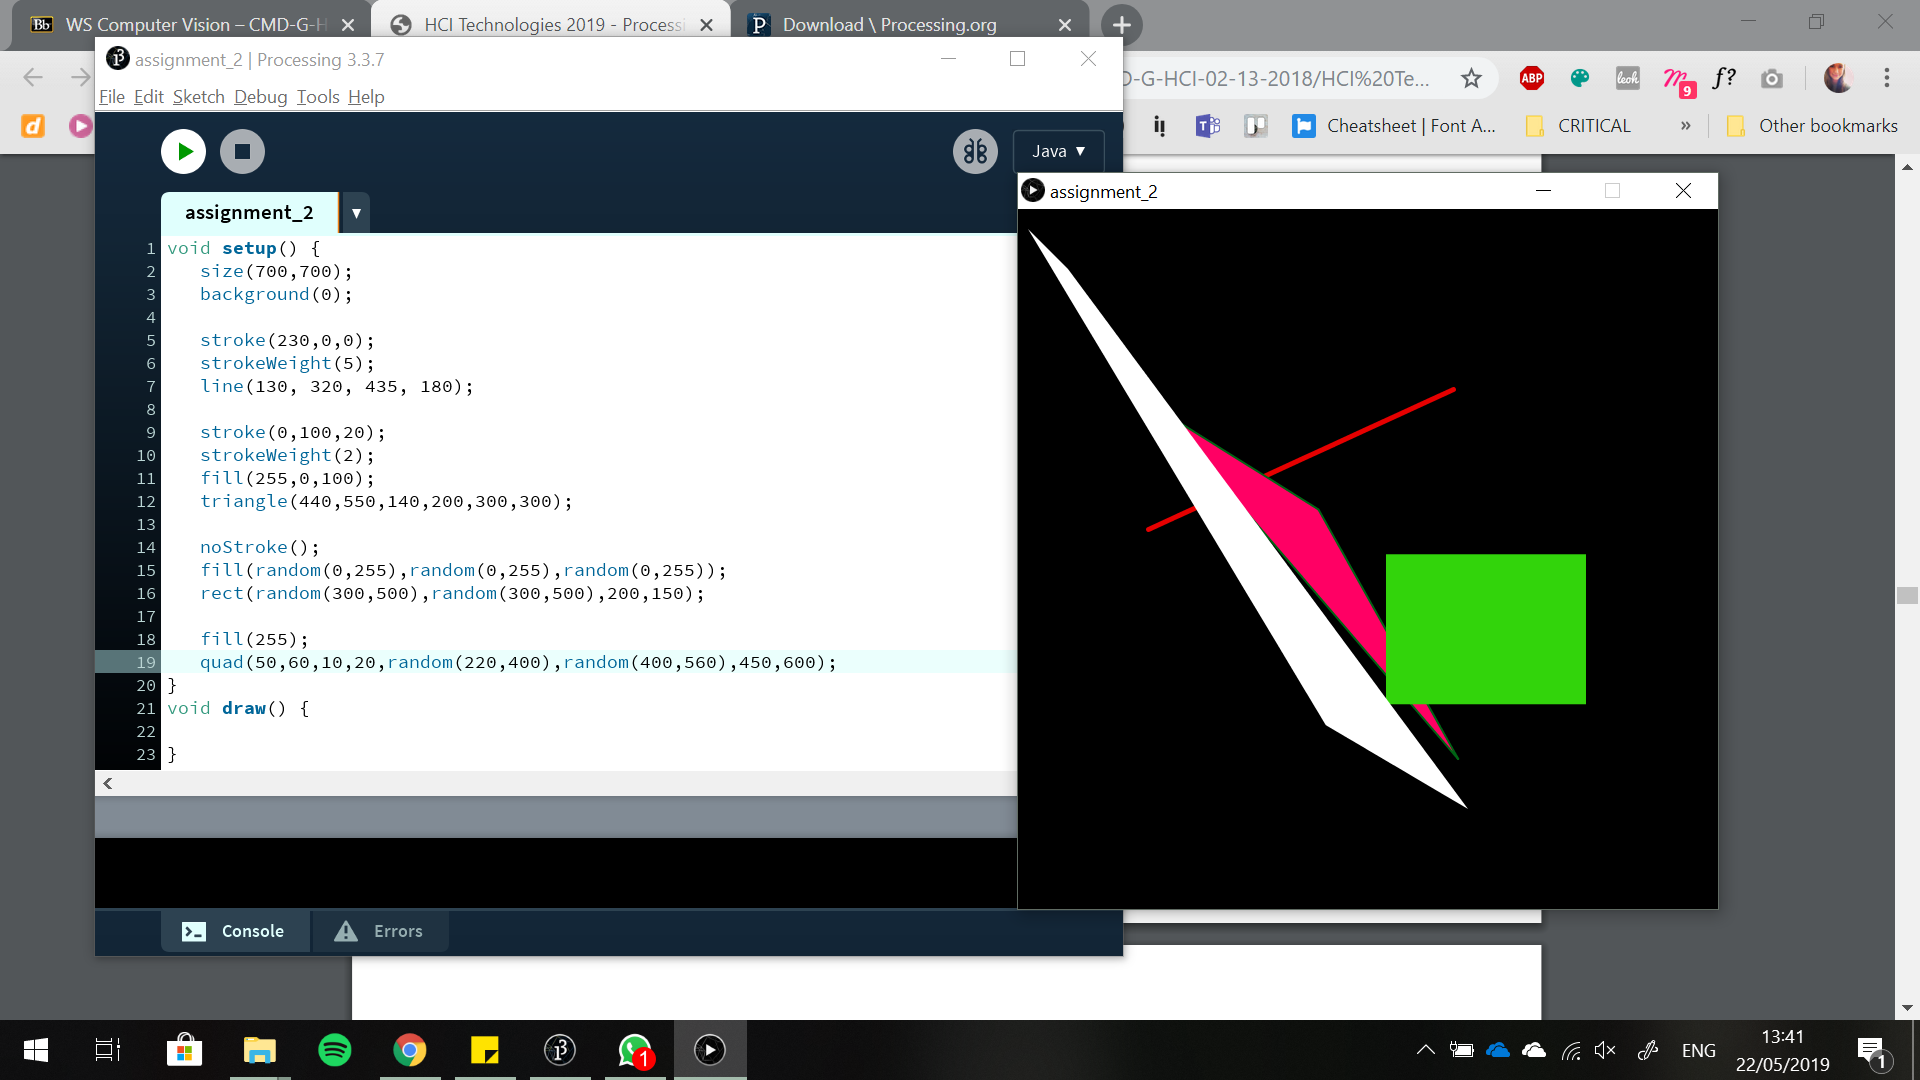 WS Computer Vision – CMD-G-H
HCI Technologies 2019 - Processi
Download \ Processing.org
assignment_2 | Processing 3.3.7
D-G-HCI-02-13-2018/HCI%20Te...
ABP
leoh
9
f?
File Edit Sketch Debug Tools Help
Cheatsheet | Font A...
CRITICAL
»
Other bookmarks
Java
assignment_2
assignment_2
1 void setup() {
2 size(700,700);
3 background(0);
4
5 stroke(230,0,0);
6 strokeWeight(5);
7 line(130, 320, 435, 180);
8
9 stroke(0,100,20);
10 strokeWeight(2);
11 fill(255,0,100);
12 triangle(440,550,140,200,300,300);
13
14 noStroke();
15 fill(random(0,255),random(0,255),random(0,255));
16 rect(random(300,500),random(300,500),200,150);
17
18 fill(255);
19 quad(50,60,10,20,random(220,400),random(400,560),450,600);
20 }
21 void draw() {
22
23 }
Console
Errors
1
ENG
13:41
22/05/2019
1